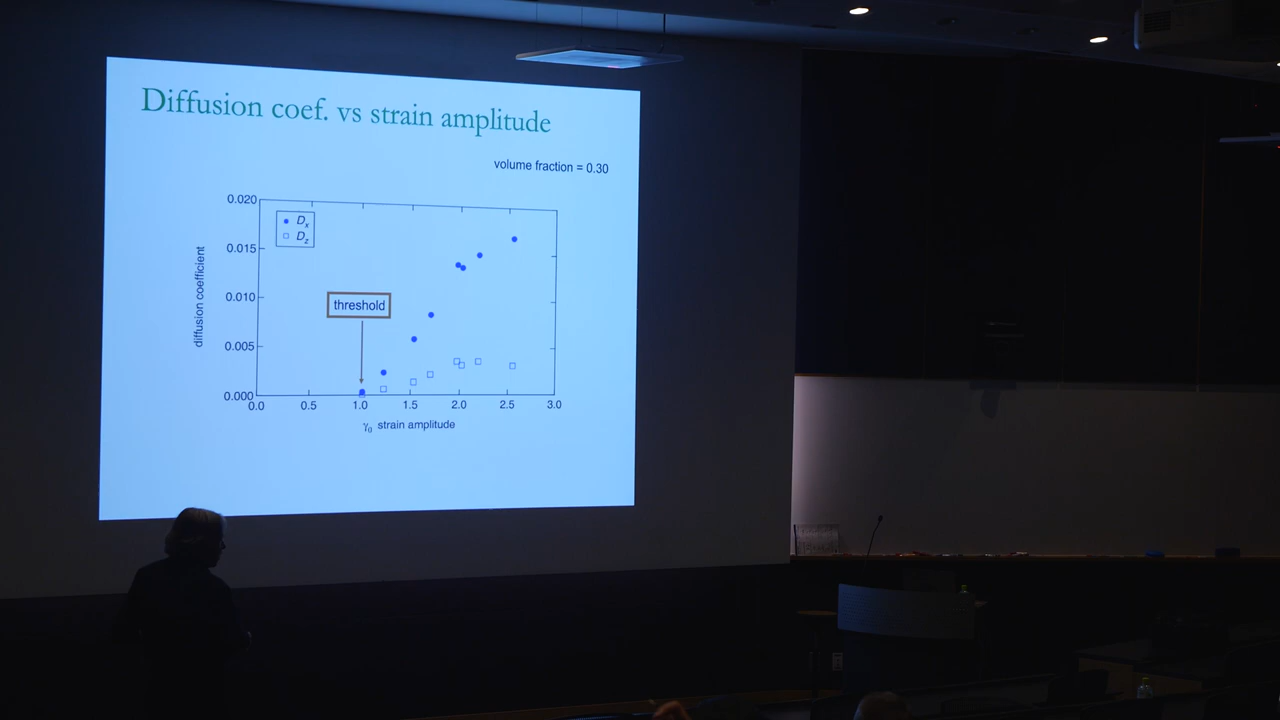 Diffusion coef. vs strain amplitude
volume fraction = 0.30
0.020
0.015
0.010
0.005
0.000
diffusion coefficient
Dx
Dz
threshold
0.0 0.5 1.0 1.5 2.0 2.5 3.0
γ0 strain amplitude